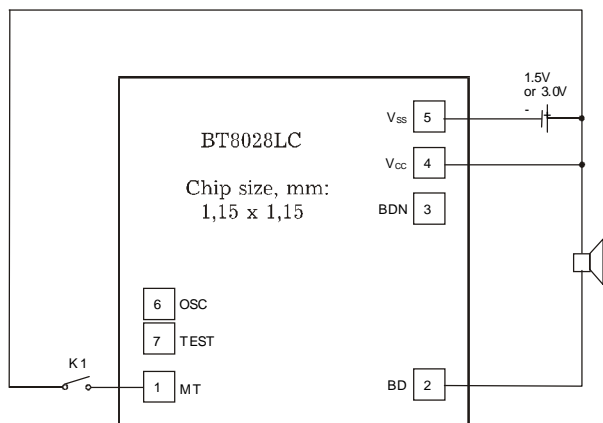 1.5V
or 3.0V
-
+
Vss 5
BT8028LC
Vcc 4
Chip size, mm:
1,15 x 1,15
BDN 3
6 OSC
7 TEST
K1
1 MT
BD 2